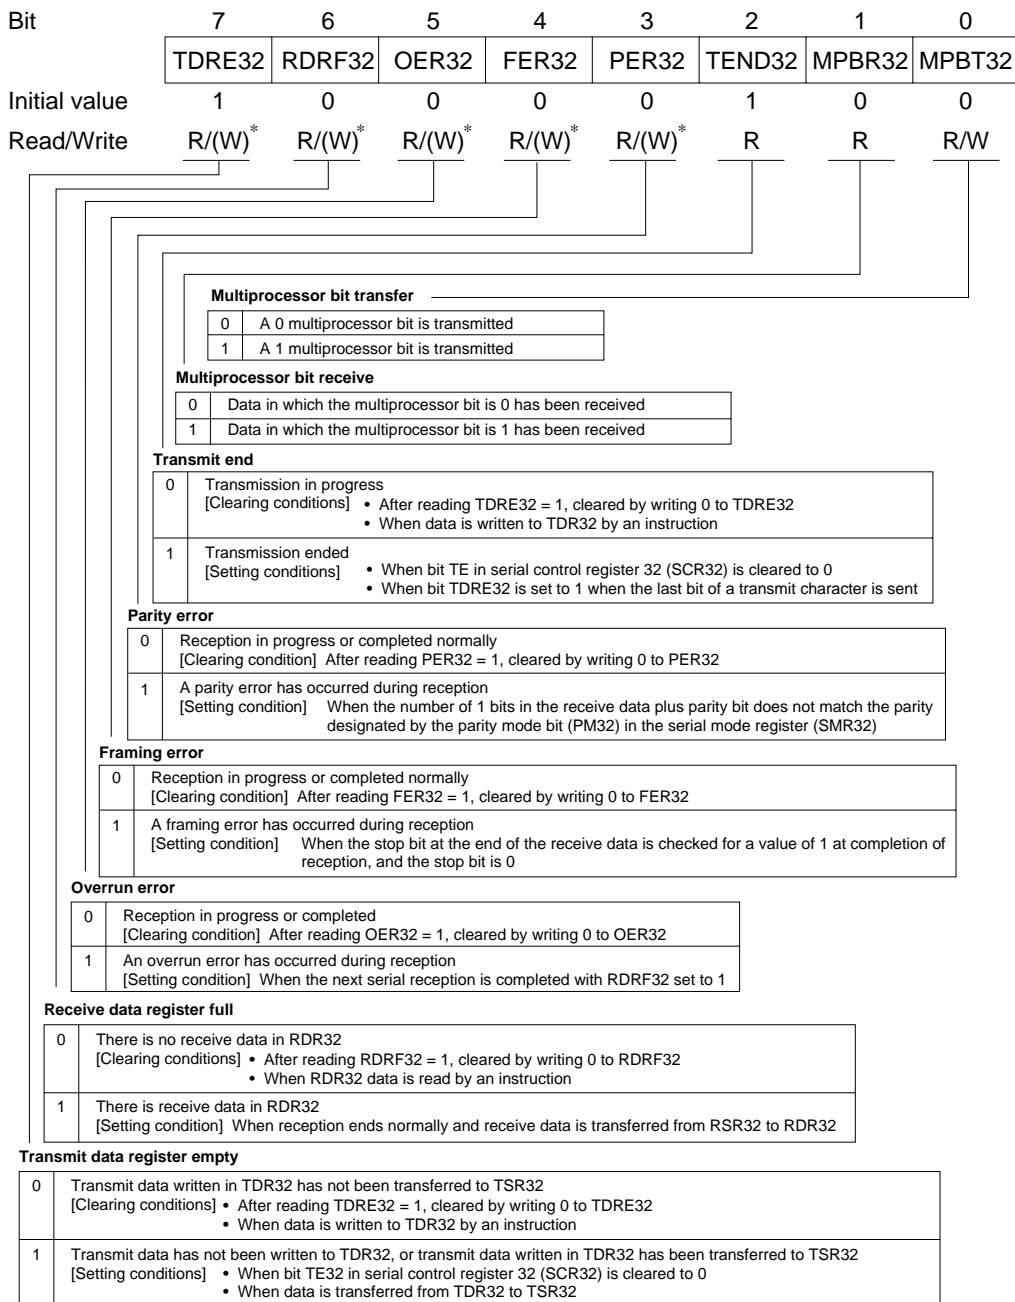 Bit 7 6 5 4 3 2 1 0
TDRE32 RDRF32 OER32 FER32 PER32 TEND32 MPBR32 MPBT32
Initial value 1 0 0 0 0 1 0 0
Read/Write R/(W)* R/(W)* R/(W)* R/(W)* R/(W)* R R R/W
Multiprocessor bit transfer
0 A 0 multiprocessor bit is transmitted
1 A 1 multiprocessor bit is transmitted
Multiprocessor bit receive
0 Data in which the multiprocessor bit is 0 has been received
1 Data in which the multiprocessor bit is 1 has been received
Transmit end
0 Transmission in progress
[Clearing conditions] • After reading TDRE32 = 1, cleared by writing 0 to TDRE32
• When data is written to TDR32 by an instruction
1 Transmission ended
[Setting conditions] • When bit TE in serial control register 32 (SCR32) is cleared to 0
• When bit TDRE32 is set to 1 when the last bit of a transmit character is sent
Parity error
0 Reception in progress or completed normally
[Clearing condition] After reading PER32 = 1, cleared by writing 0 to PER32
1 A parity error has occurred during reception
[Setting condition] When the number of 1 bits in the receive data plus parity bit does not match the parity
designated by the parity mode bit (PM32) in the serial mode register (SMR32)
Framing error
0 Reception in progress or completed normally
[Clearing condition] After reading FER32 = 1, cleared by writing 0 to FER32
1 A framing error has occurred during reception
[Setting condition] When the stop bit at the end of the receive data is checked for a value of 1 at completion of
reception, and the stop bit is 0
Overrun error
0 Reception in progress or completed
[Clearing condition] After reading OER32 = 1, cleared by writing 0 to OER32
1 An overrun error has occurred during reception
[Setting condition] When the next serial reception is completed with RDRF32 set to 1
Receive data register full
0 There is no receive data in RDR32
[Clearing conditions] • After reading RDRF32 = 1, cleared by writing 0 to RDRF32
• When RDR32 data is read by an instruction
1 There is receive data in RDR32
[Setting condition] When reception ends normally and receive data is transferred from RSR32 to RDR32
Transmit data register empty
0 Transmit data written in TDR32 has not been transferred to TSR32
[Clearing conditions] • After reading TDRE32 = 1, cleared by writing 0 to TDRE32
• When data is written to TDR32 by an instruction
1 Transmit data has not been written to TDR32, or transmit data written in TDR32 has been transferred to TSR32
[Setting conditions] • When bit TE32 in serial control register 32 (SCR32) is cleared to 0
• When data is transferred from TDR32 to TSR32